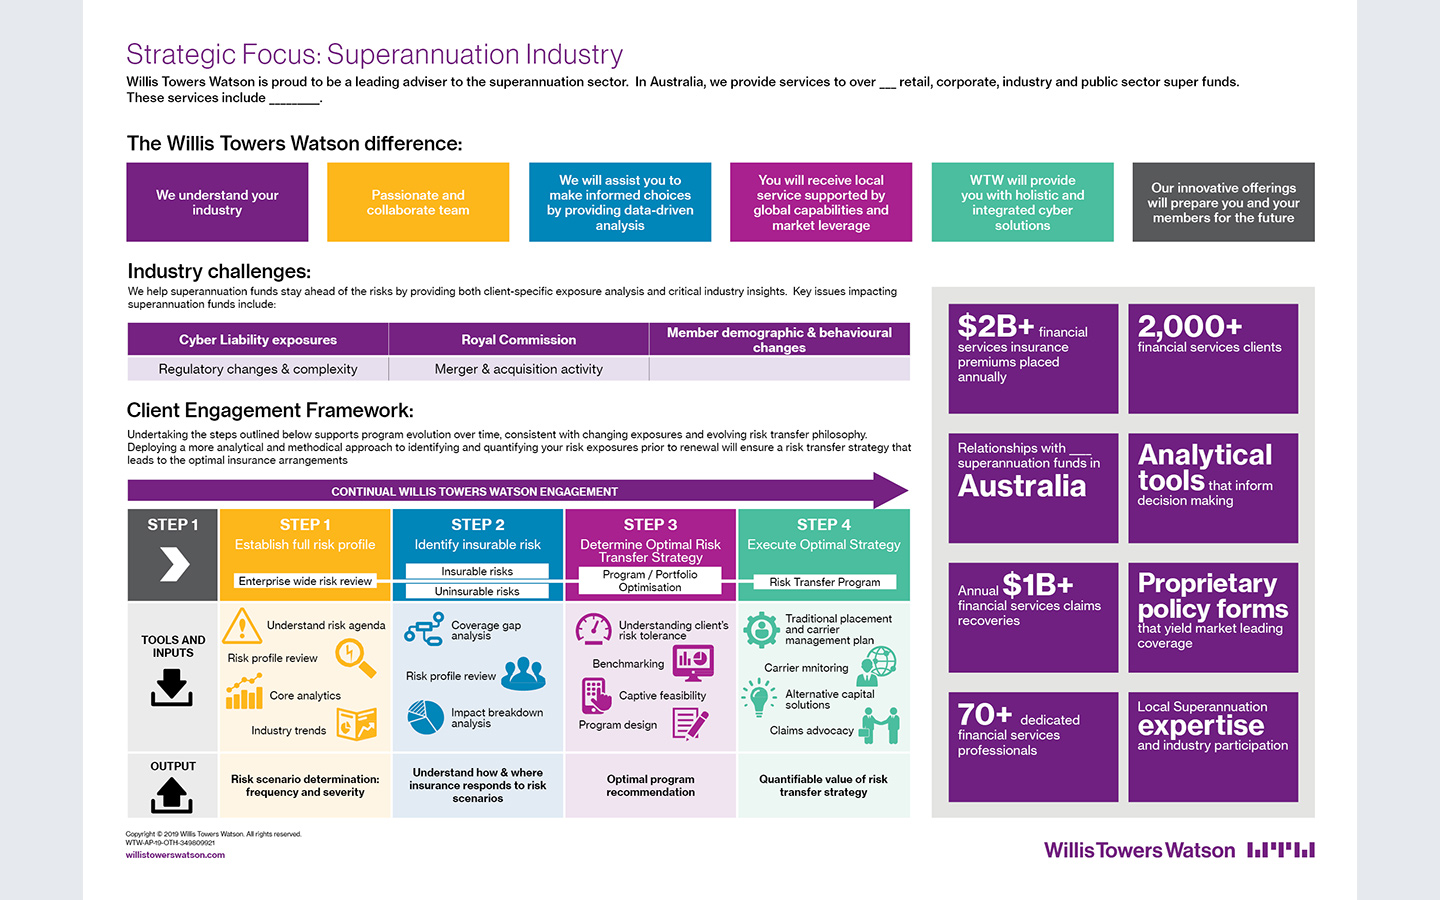 Strategic Focus: Superannuation Industry
Willis Towers Watson is proud to be a leading adviser to the superannuation sector. In Australia, we provide services to over ___ retail, corporate, industry and public sector super funds.
These services include ________.
The Willis Towers Watson difference:
We understand your
industry
Passionate and
collaborate team
We will assist you to
make informed choices
by providing data-driven
analysis
You will receive local
service supported by
global capabilities and
market leverage
WTW will provide
you with holistic and
integrated cyber
solutions
Our innovative offerings
will prepare you and your
members for the future
Industry challenges:
We help superannuation funds stay ahead of the risks by providing both client-specific exposure analysis and critical industry insights. Key issues impacting
superannuation funds include:
Cyber Liability exposures
Royal Commission
Member demographic & behavioural
changes
Regulatory changes & complexity
Merger & acquisition activity
Client Engagement Framework:
Undertaking the steps outlined below supports program evolution over time, consistent with changing exposures and evolving risk transfer philosophy.
Deploying a more analytical and methodical approach to identifying and quantifying your risk exposures prior to renewal will ensure a risk transfer strategy that
leads to the optimal insurance arrangements
CONTINUAL WILLIS TOWERS WATSON ENGAGEMENT
STEP 1
STEP 1
Establish full risk profile
Enterprise wide risk review
STEP 2
Identify insurable risk
Insurable risks
Uninsurable risks
STEP 3
Determine Optimal Risk
Transfer Strategy
Program / Portfolio
Optimisation
STEP 4
Execute Optimal Strategy
Risk Transfer Program
TOOLS AND
INPUTS
Understand risk agenda
Risk profile review
Core analytics
Industry trends
Coverage gap
analysis
Risk profile review
Impact breakdown
analysis
Understanding client's
risk tolerance
Benchmarking
Captive feasibility
Program design
Traditional placement
and carrier
management plan
Carrier mnitoring
Alternative capital
solutions
Claims advocacy
OUTPUT
Risk scenario determination:
frequency and severity
Understand how & where
insurance responds to risk
scenarios
Optimal program
recommendation
Quantifiable value of risk
transfer strategy
$2B+ financial
services insurance
premiums placed
annually
2,000+
financial services clients
Relationships with ___
superannuation funds in
Australia
Analytical
tools that inform
decision making
Annual $1B+
financial services claims
recoveries
Proprietary
policy forms
that yield market leading
coverage
70+ dedicated
financial services
professionals
Local Superannuation
expertise
and industry participation
Copyright © 2019 Willis Towers Watson. All rights reserved.
WTW-AP-19-OTH-349809921
willistowerswatson.com
Willis Towers Watson